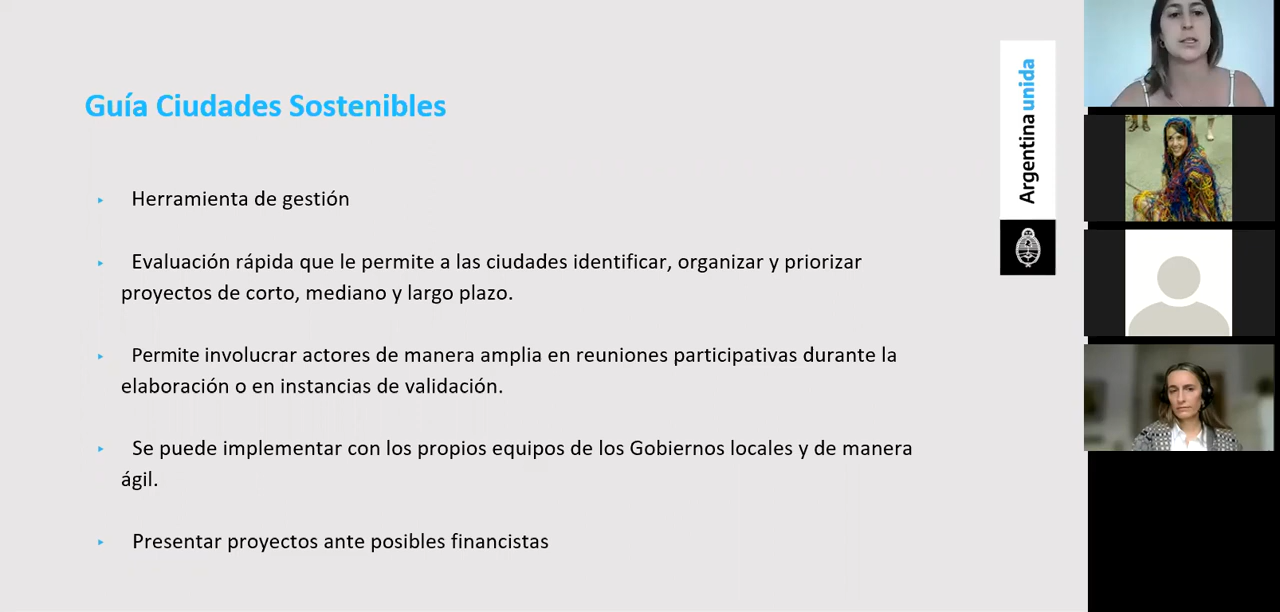 Guía Ciudades Sostenibles
Herramienta de gestión
Evaluación rápida que le permite a las ciudades identificar, organizar y priorizar
proyectos de corto, mediano y largo plazo.
Permite involucrar actores de manera amplia en reuniones participativas durante la
elaboración o en instancias de validación.
Se puede implementar con los propios equipos de los Gobiernos locales y de manera
ágil.
Presentar proyectos ante posibles financistas
Argentina unida